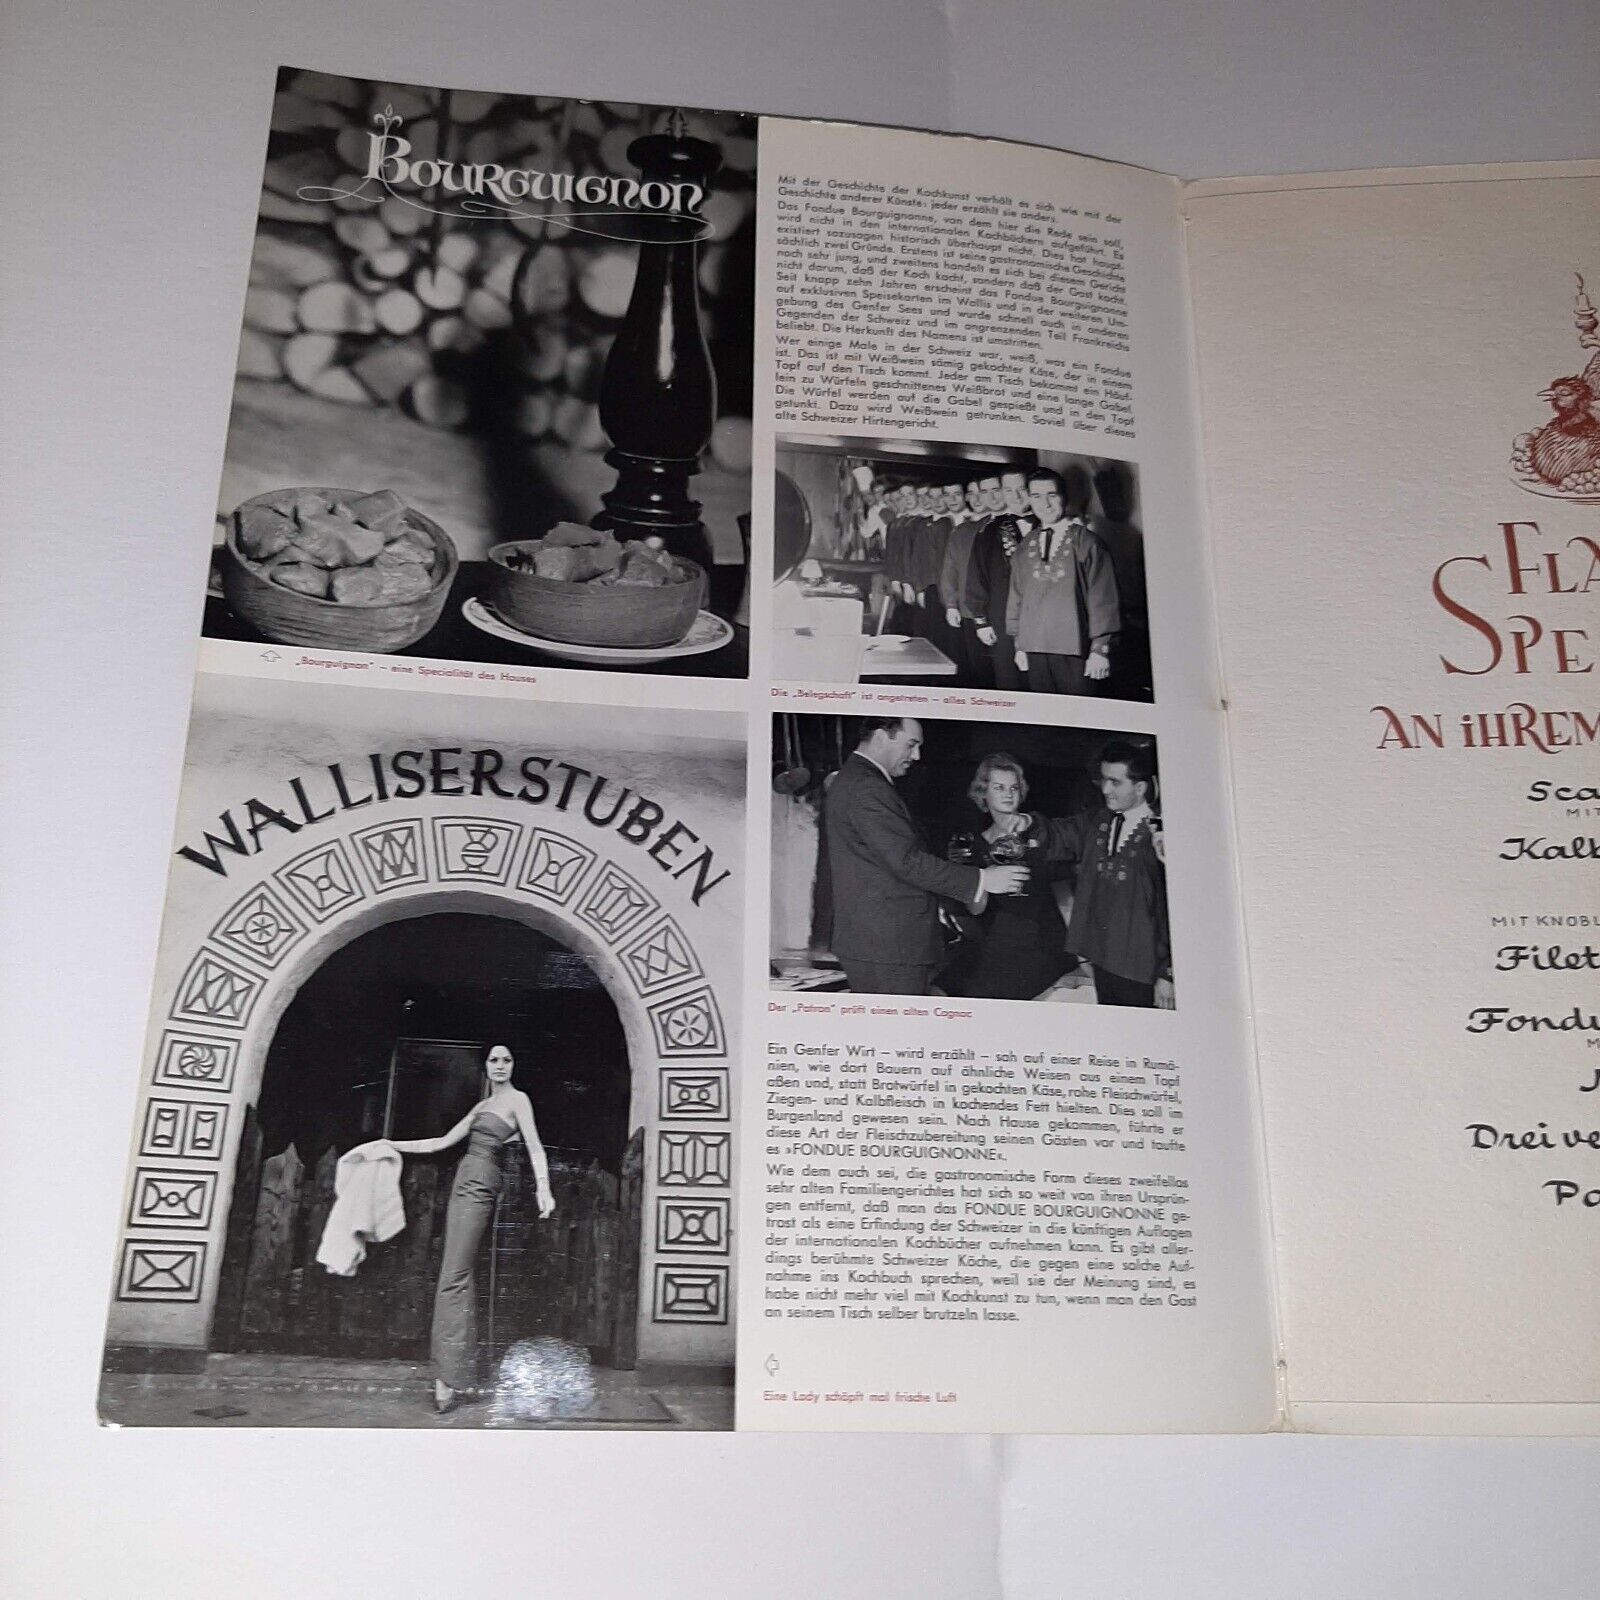 BOURGUIGNON
„Bourguignon“ – eine Specialität des Hauses
WALLISERSTUBEN
Mit der Geschichte der Kochkunst verhält es sich wie mit der
Geschichte anderer Künste: jeder erzählt sie anders.
Das Fondue Bourguignonne, von dem hier die Rede sein soll,
wird nicht in den internationalen Kochbüchern aufgeführt. Es
existiert sozusagen historisch überhaupt nicht. Dies hat haupt-
sächlich zwei Gründe. Erstens ist seine gastronomische Geschichte
noch sehr jung, und zweitens handelt es sich bei diesem Gericht
nicht darum, daß der Koch kocht, sondern daß der Gast kocht.
Seit knapp zehn Jahren erscheint das Fondue Bourguignonne
auf exklusiven Speisekarten im Wallis und in der weiteren Um-
gebung des Genfer Sees und wurde schnell auch in anderen
Gegenden der Schweiz und im angrenzenden Teil Frankreichs
beliebt. Die Herkunft des Namens ist umstritten.
Wer einige Male in der Schweiz war, weiß, was ein Fondue
ist. Das ist mit Weißwein sämig gekochter Käse, der in einem
Topf auf den Tisch kommt. Jeder am Tisch bekommt ein Häuf-
lein zu Würfeln geschnittenes Weißbrot und eine lange Gabel.
Die Würfel werden auf die Gabel gespießt und in den Topf
getunkt. Dazu wird Weißwein getrunken. Soviel über dieses
alte Schweizer Hirtengericht.
Die „Belegschaft“ ist angetreten – alles Schweizer
Der „Patron“ prüft einen alten Cognac
Ein Genfer Wirt – wird erzählt – sah auf einer Reise in Rumä-
nien, wie dort Bauern auf ähnliche Weisen aus einem Topf
aßen und, statt Brotwürfel in gekochten Käse, rohe Fleischwürfel,
Ziegen- und Kalbfleisch in kochendes Fett hielten. Dies soll im
Burgenland gewesen sein. Nach Hause gekommen, führte er
diese Art der Fleischzubereitung seinen Gästen vor und taufte
es »FONDUE BOURGUIGNONNE«.
Wie dem auch sei, die gastronomische Form dieses zweifellos
sehr alten Familiengerichtes hat sich so weit von ihren Ursprün-
gen entfernt, daß man das FONDUE BOURGUIGNONNE ge-
trost als eine Erfindung der Schweizer in die künftigen Auflagen
der internationalen Kochbücher aufnehmen kann. Es gibt aller-
dings berühmte Schweizer Köche, die gegen eine solche Auf-
nahme ins Kochbuch sprechen, weil sie der Meinung sind, es
habe nicht mehr viel mit Kochkunst zu tun, wenn man den Gast
an seinem Tisch selber brutzeln lasse.
Eine Lady schöpft mal frische Luft
FLA
SPE
AN IHREM
Sca
MIT
Kalb
MIT KNOBL
Filet
Fondu
M
Drei ve
Po